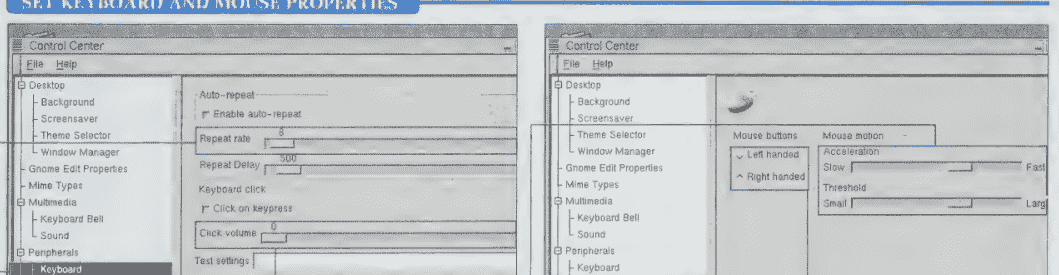 SET KEYBOARD AND MOUSE PROPERTIES
Control Center
File Help
Desktop
Background
Screensaver
Theme Selector
Window Manager
Gnome Edit Properties
Mime Types
Multimedia
Keyboard Bell
Sound
Peripherals
Keyboard
Auto-repeat
Enable auto-repeat
Repeat rate 8
Repeat Delay 500
Keyboard click
Click on keypress
Click volume 0
Test settings
Control Center
File Help
Desktop
Background
Screensaver
Theme Selector
Window Manager
Gnome Edit Properties
Mime Types
Multimedia
Keyboard Bell
Sound
Peripherals
Keyboard
Mouse buttons
Left handed
Right handed
Mouse motion
Acceleration
Slow Fast
Threshold
Small Larg